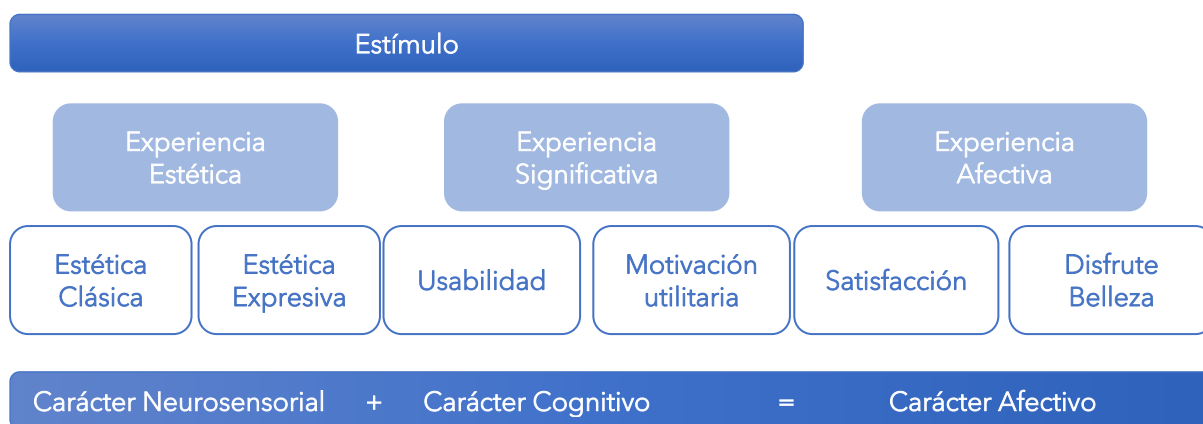 Estímulo
Experiencia
Estética
Experiencia
Significativa
Experiencia
Afectiva
Estética
Clásica
Estética
Expresiva
Usabilidad
Motivación
utilitaria
Satisfacción
Disfrute
Belleza
Carácter Neurosensorial + Carácter Cognitivo = Carácter Afectivo